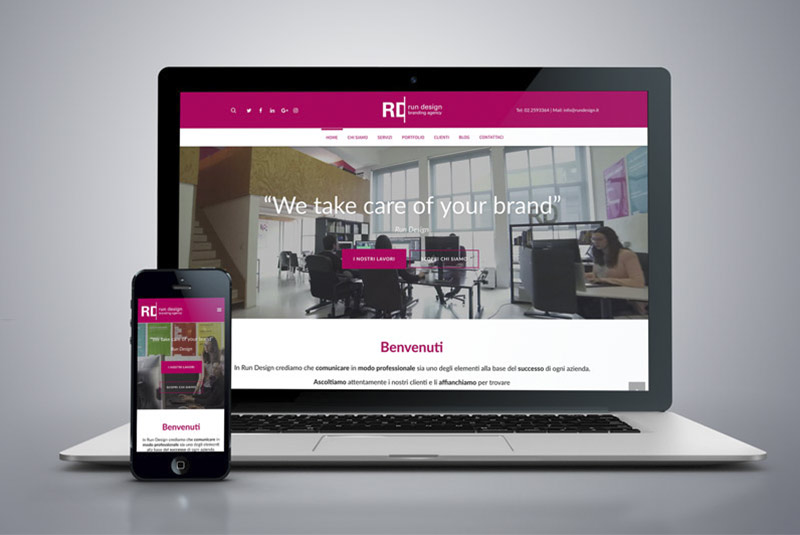 RD run design
branding agency
Tel: 02.2593364 | Mail: info@rundesign.it
HOME CHI SIAMO SERVIZI PORTFOLIO CLIENTI BLOG CONTATTACI
“We take care of your brand”
Run Design
I NOSTRI LAVORI SCOPRI CHI SIAMO
Benvenuti
In Run Design crediamo che comunicare in modo professionale sia uno degli elementi alla base del successo di ogni azienda.
Ascoltiamo attentamente i nostri clienti e li affianchiamo per trovare
RD run design
branding agency
“We take care of your brand”
Run Design
I NOSTRI LAVORI
SCOPRI CHI SIAMO
Benvenuti
In Run Design crediamo che comunicare in
modo professionale sia uno degli elementi
alla base del successo di ogni azienda.